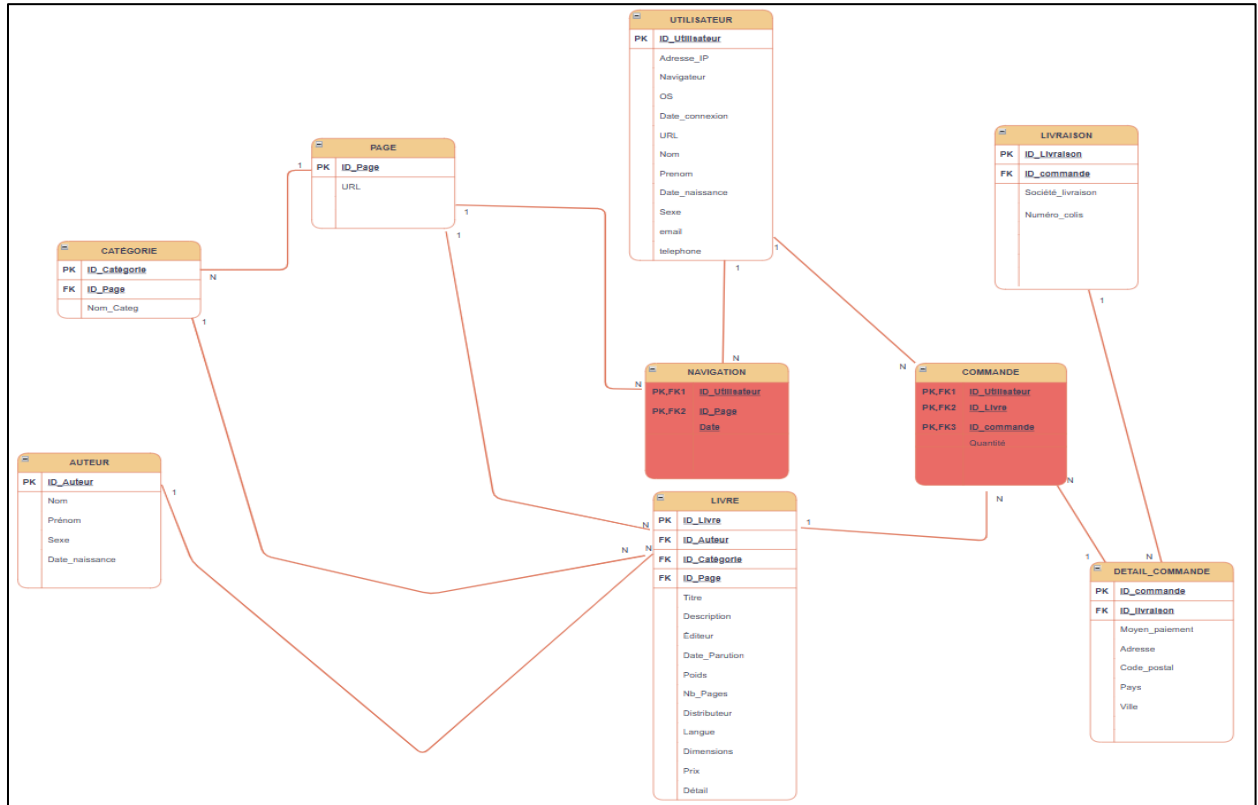 UTILISATEUR
PK ID_Utilisateur
Adresse_IP
Navigateur
OS
Date_connexion
URL
Nom
Prenom
Date_naissance
Sexe
email
telephone
1
1
LIVRAISON
PK ID_Livraison
FK ID_commande
Société_livraison
Numéro_colis
1
PAGE
1 PK ID_Page
URL
1
1
CATÉGORIE
PK ID_Catégorie
N
FK ID_Page
Nom_Categ
1
N
NAVIGATION
N PK,FK1 ID_Utilisateur
PK,FK2 ID_Page
Date
N
COMMANDE
PK,FK1 ID_Utilisateur
PK,FK2 ID_Livre
PK,FK3 ID_commande
Quantité
N
N
AUTEUR
PK ID_Auteur
1
Nom
Prénom
Sexe
Date_naissance
LIVRE
N PK ID_Livre
1
FK ID_Auteur
N N
FK ID_Catégorie
FK ID_Page
Titre
Description
Éditeur
Date_Parution
Poids
Nb_Pages
Distributeur
Langue
Dimensions
Prix
Détail
1 N
DETAIL_COMMANDE
PK ID_commande
FK ID_livraison
Moyen_paiement
Adresse
Code_postal
Pays
Ville